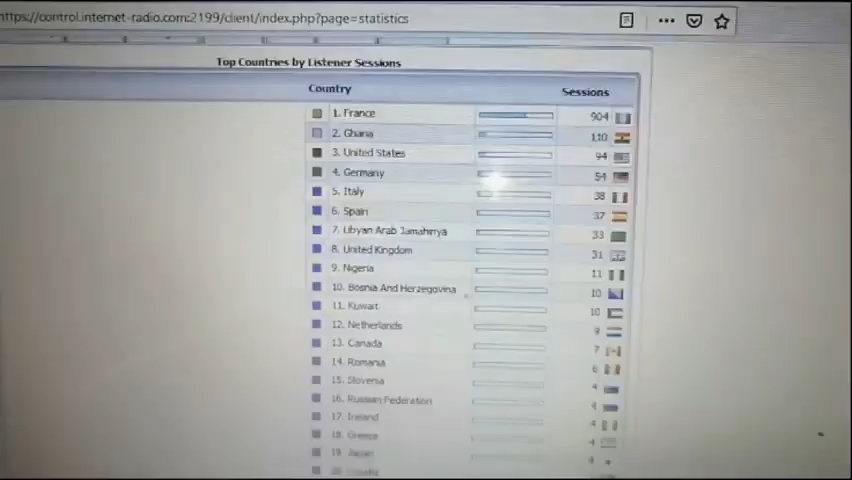 https://control.internet-radio.com:2199/client/index.php?page=statistics
Top Countries by Listener Sessions
Country Sessions
1. France 904
2. Ghana 110
3. United States 94
4. Germany 54
5. Italy 38
6. Spain 37
7. Libyan Arab Jamahiriya 33
8. United Kingdom 31
9. Nigeria 11
10. Bosnia And Herzegovina 10
11. Kuwait 10
12. Netherlands 9
13. Canada 7
14. Romania 6
15. Slovenia 4
16. Russian Federation 4
17. Ireland 4
18. Greece 4
19. Japan 4